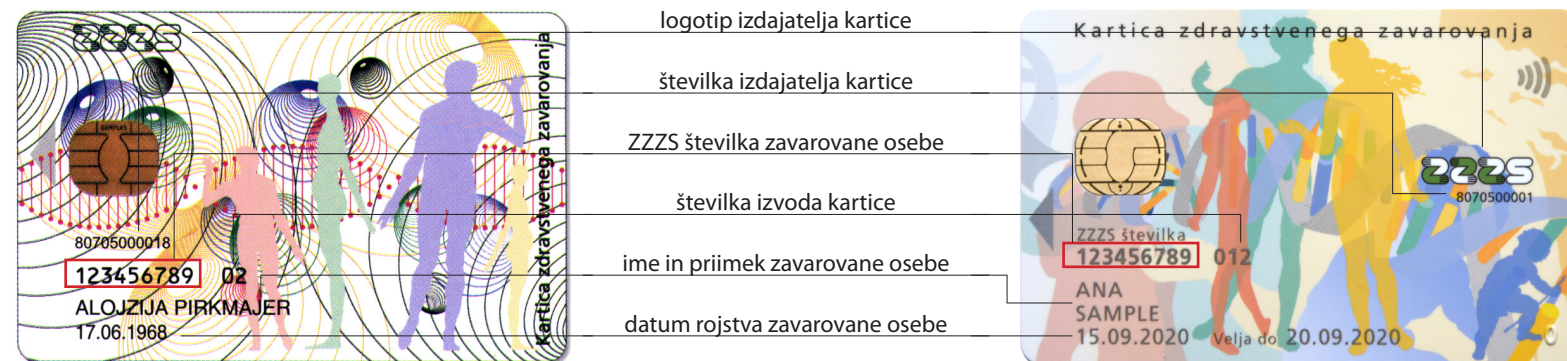 ZZZS
SAMPLES
80705000018
123456789 02
ALOJZIJA PIRKMAJER
17.06.1968
Kartica zdravstvenega zavarovanja
logotip izdajatelja kartice
številka izdajatelja kartice
ZZZS številka zavarovane osebe
številka izvoda kartice
ime in priimek zavarovane osebe
datum rojstva zavarovane osebe
Kartica zdravstvenega zavarovanja
ZZZS
8070500001
ZZZS številka
123456789 012
ANA
SAMPLE
15.09.2020 Velja do 20.09.2020